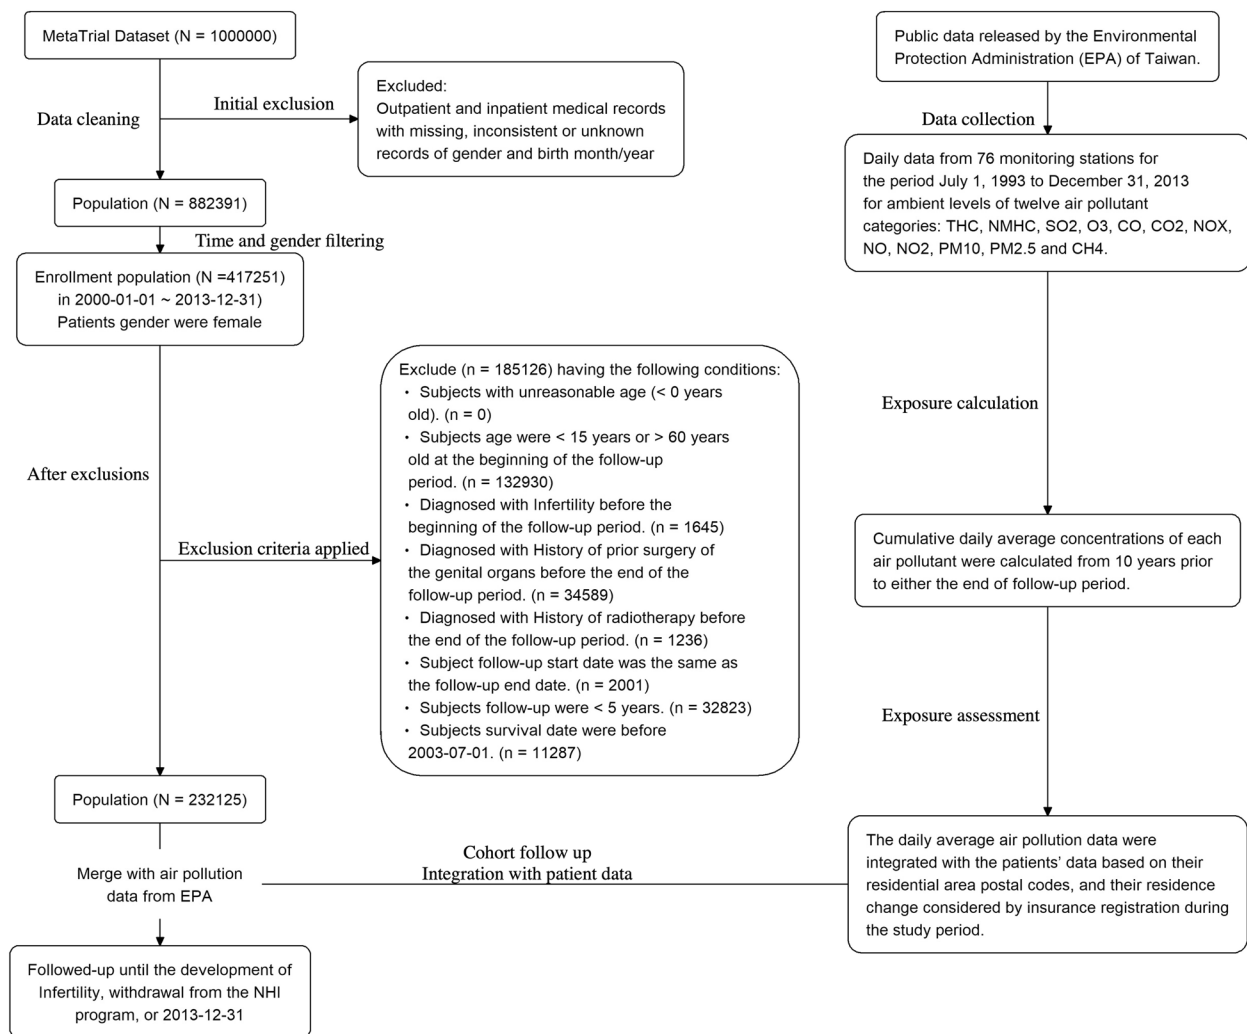 MetaTrial Dataset (N = 1000000)
Data cleaning
Initial exclusion
Excluded:
Outpatient and inpatient medical records
with missing, inconsistent or unknown
records of gender and birth month/year
Population (N = 882391)
Time and gender filtering
Enrollment population (N =417251)
in 2000-01-01 ~ 2013-12-31)
Patients gender were female
After exclusions
Exclusion criteria applied
Exclude (n = 185126) having the following conditions:
・ Subjects with unreasonable age (< 0 years
old). (n = 0)
・ Subjects age were < 15 years or > 60 years
old at the beginning of the follow-up
period. (n = 132930)
・ Diagnosed with Infertility before the
beginning of the follow-up period. (n = 1645)
・ Diagnosed with History of prior surgery of
the genital organs before the end of the
follow-up period. (n = 34589)
・ Diagnosed with History of radiotherapy before
the end of the follow-up period. (n = 1236)
・ Subject follow-up start date was the same as
the follow-up end date. (n = 2001)
・ Subjects follow-up were < 5 years. (n = 32823)
・ Subjects survival date were before
2003-07-01. (n = 11287)
Population (N = 232125)
Merge with air pollution
data from EPA
Followed-up until the development of
Infertility, withdrawal from the NHI
program, or 2013-12-31
Public data released by the Environmental
Protection Administration (EPA) of Taiwan.
Data collection
Daily data from 76 monitoring stations for
the period July 1, 1993 to December 31, 2013
for ambient levels of twelve air pollutant
categories: THC, NMHC, SO2, O3, CO, CO2, NOX,
NO, NO2, PM10, PM2.5 and CH4.
Exposure calculation
Cumulative daily average concentrations of each
air pollutant were calculated from 10 years prior
to either the end of follow-up period.
Exposure assessment
The daily average air pollution data were
integrated with the patients’ data based on their
residential area postal codes, and their residence
change considered by insurance registration during
the study period.
Cohort follow up
Integration with patient data